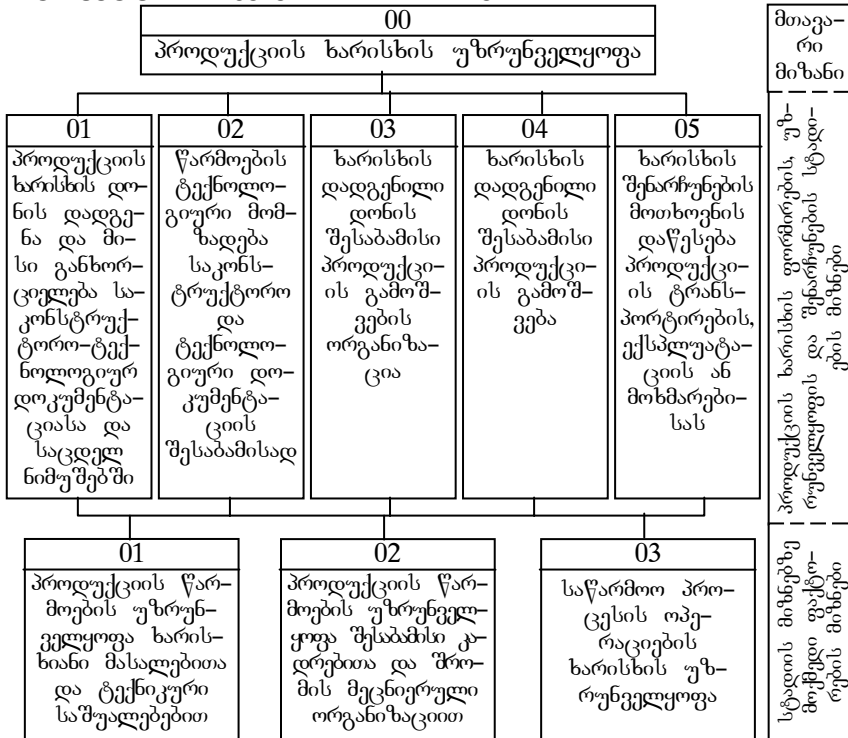 00
პროდუქციის ხარისხის უზრუნველყოფა
მთავა–
რი
მიზანი
01
პროდუქციის
ხარისხის დო–
ნის დადგე–
ნა და მი–
სი განხორ–
ციელება სა–
კონსტრუქ–
ტორო-ტექ–
ნოლოგიურ
დოკუმენტა–
ციასა და
საცდელ
ნიმუშებში
02
წარმოების
ტექნოლო–
გიური მომ–
ზადება
საკონს–
ტრუქტორო
და
ტექნოლო–
გიური დო–
კუმენტა–
ციის
შესაბამისად
03
ხარისხის
დადგენილი
დონის
შესაბამისი
პროდუქცი–
ის გამოშ–
ვების
ორგანიზა–
ცია
04
ხარისხის
დადგენილი
დონის
შესაბამისი
პროდუქცი–
ის გამოშ–
ვება
05
ხარისხის
შენარჩუნების
მოთხოვნის
დაწესება
პროდუქცი–
ის ტრანს–
პორტირების,
ექსპლუატა–
ციის ან
მოხმარები–
სას
პროდუქციის ხარისხის ფორმირების, უზ–
რუნველყოფის და შენარჩუნების სტადი–
ების მიზნები
01
პროდუქციის წარ–
მოების უზრუნ–
ველყოფა ხარის–
ხიანი მასალებითა
და ტექნიკური
საშუალებებით
02
პროდუქციის წარ–
მოების უზრუნველ–
ყოფა შესაბამისი კა–
დრებითა და შრო–
მის მეცნიერული
ორგანიზაციით
03
საწარმოო პრო–
ცესის ოპე–
რაციების
ხარისხის უზ–
რუნველყოფა
სტადიის მიზნებზე
მოქმედი ფაქტო–
რების მიზნები